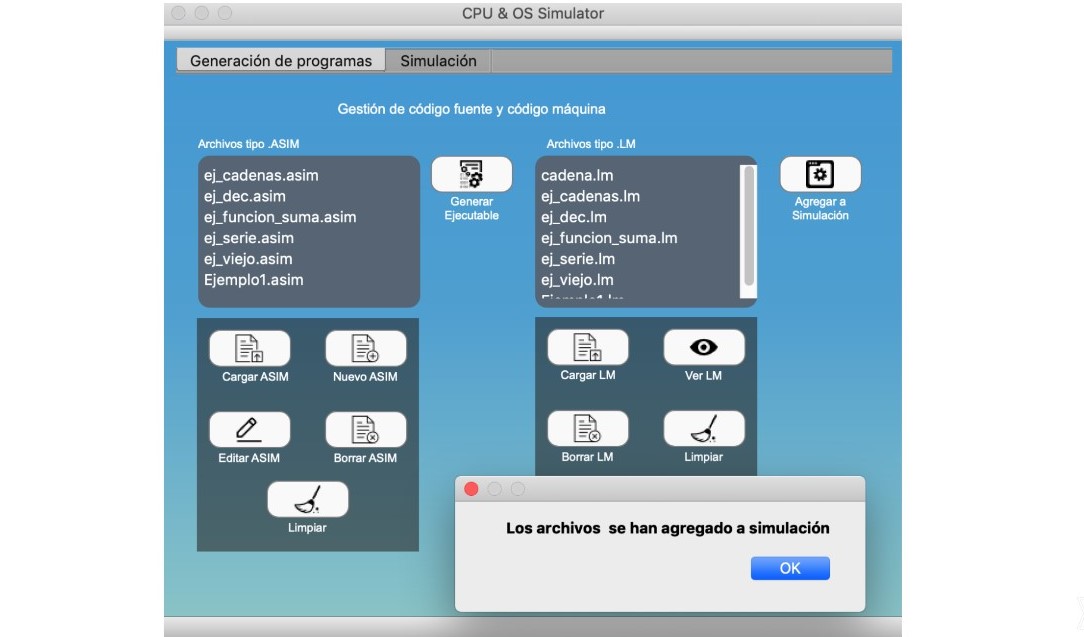 CPU & OS Simulator
Generación de programas
Simulación
Gestión de código fuente y código máquina
Archivos tipo .ASIM
ej_cadenas.asim
ej_dec.asim
ej_funcion_suma.asim
ej_serie.asim
ej_viejo.asim
Ejemplo1.asim
Generar
Ejecutable
Archivos tipo .LM
cadena.lm
ej_cadenas.lm
ej_dec.lm
ej_funcion_suma.lm
ej_serie.lm
ej_viejo.lm
Ejemplo1.lm
Agregar a
Simulación
Cargar ASIM
Nuevo ASIM
Editar ASIM
Borrar ASIM
Limpiar
Cargar LM
Ver LM
Borrar LM
Limpiar
Los archivos  se han agregado a simulación
OK